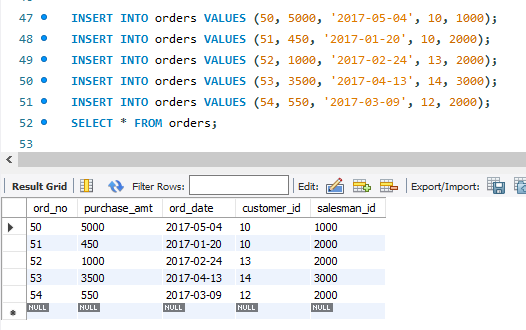 47 INSERT INTO orders VALUES (50, 5000, '2017-05-04', 10, 1000);
48 INSERT INTO orders VALUES (51, 450, '2017-01-20', 10, 2000);
49 INSERT INTO orders VALUES (52, 1000, '2017-02-24', 13, 2000);
50 INSERT INTO orders VALUES (53, 3500, '2017-04-13', 14, 3000);
51 INSERT INTO orders VALUES (54, 550, '2017-03-09', 12, 2000);
52 SELECT * FROM orders;
53
Result Grid Filter Rows: Edit: Export/Import:
ord_no purchase_amt ord_date customer_id salesman_id
50 5000 2017-05-04 10 1000
51 450 2017-01-20 10 2000
52 1000 2017-02-24 13 2000
53 3500 2017-04-13 14 3000
54 550 2017-03-09 12 2000
NULL NULL NULL NULL NULL